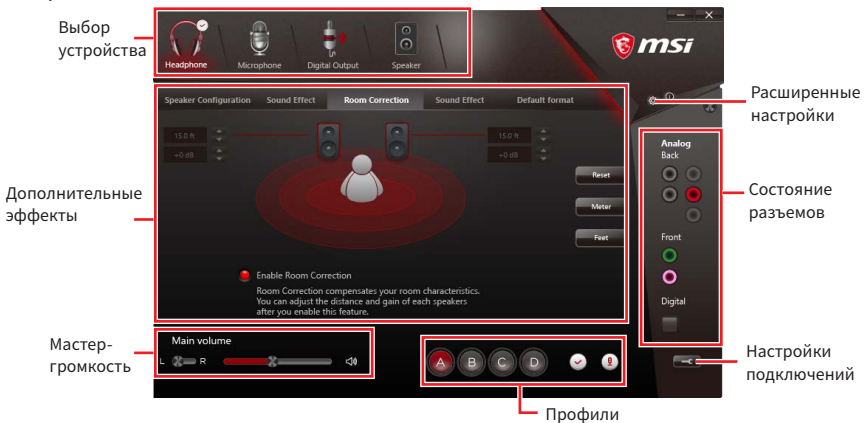 Выбор
устройства
Headphone
Microphone
Digital Output
Speaker
msi
Расширенные
настройки
Speaker Configuration
Sound Effect
Room Correction
Sound Effect
Default format
15.0 ft
+0 dB
15.0 ft
+0 dB
Reset
Meter
Feet
Дополнительные
эффекты
Enable Room Correction
Room Correction compensates your room characteristics.
You can adjust the distance and gain of each speakers
after you enable this feature.
Analog
Back
Front
Digital
Состояние
разъемов
Мастер-
громкость
Main volume
L
R
A
B
C
D
Настройки
подключений
Профили